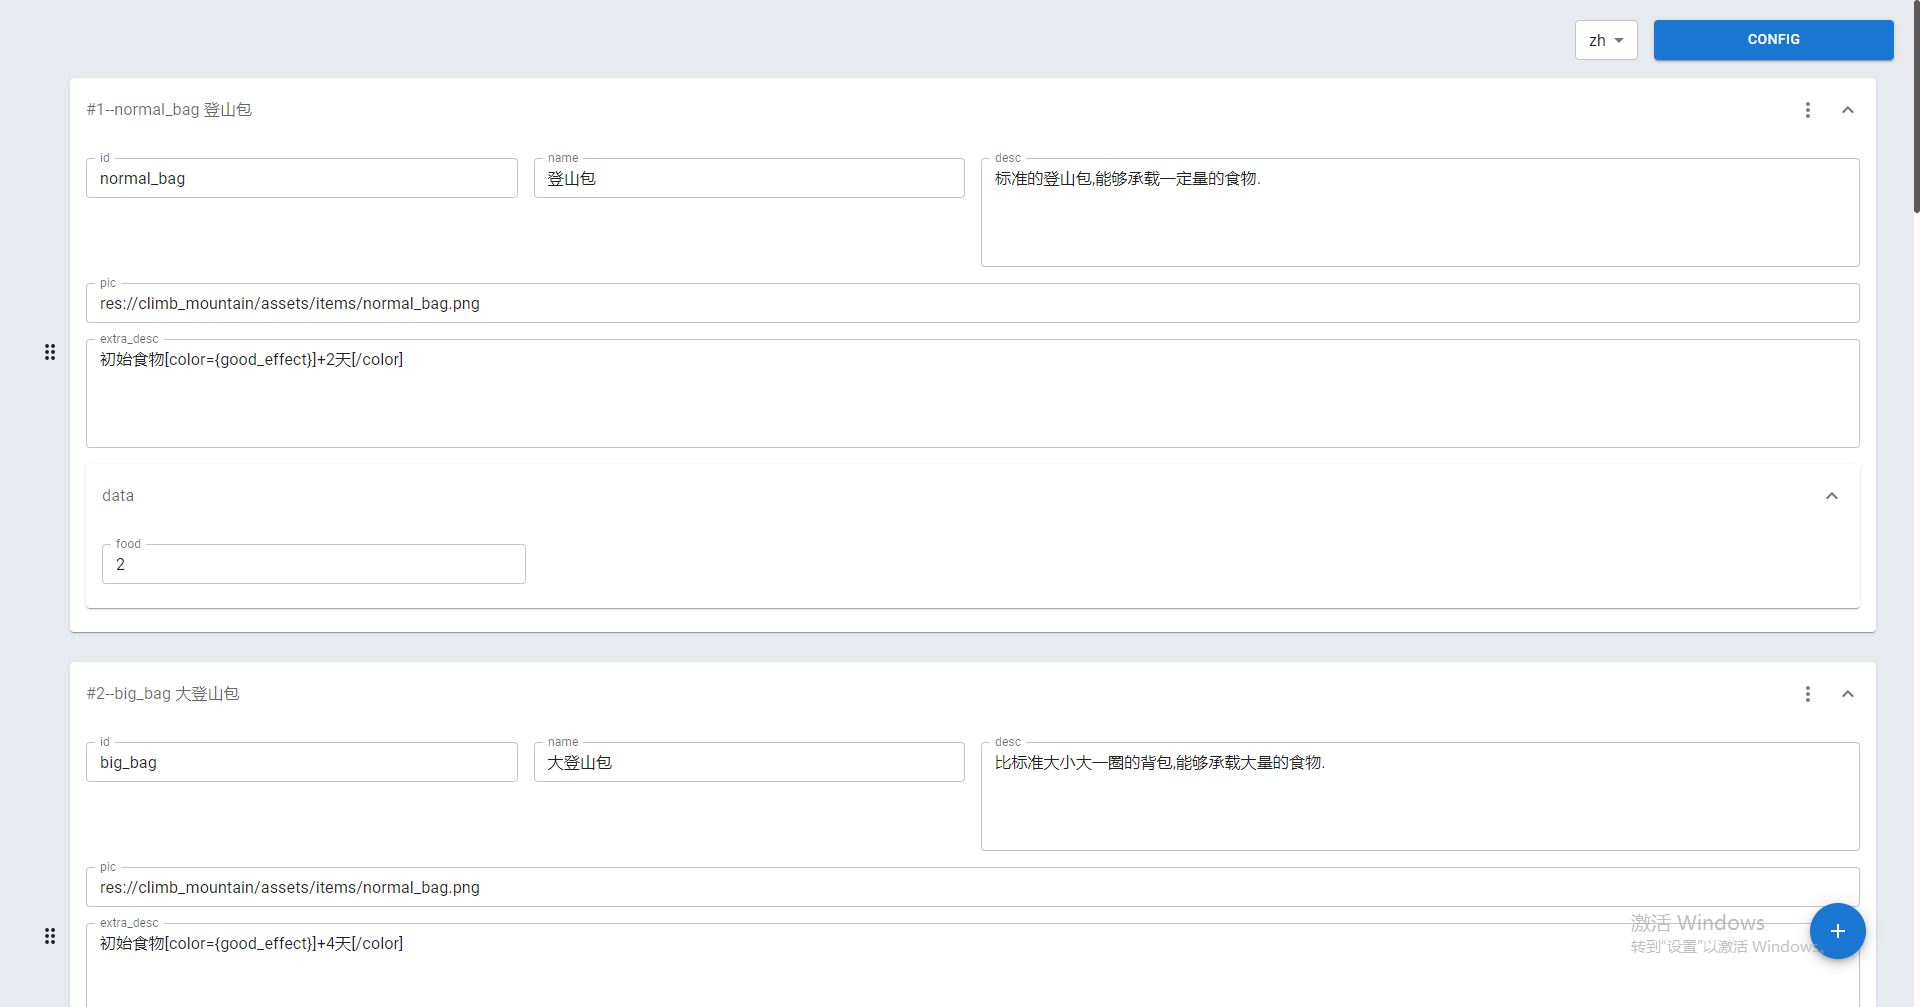 zh
CONFIG
#1--normal_bag 登山包
id
normal_bag
name
登山包
desc
标准的登山包,能够承载一定量的食物.
pic
res://climb_mountain/assets/items/normal_bag.png
extra_desc
初始食物[color={good_effect}]+2天[/color]
data
food
2
#2--big_bag 大登山包
id
big_bag
name
大登山包
desc
比标准大小大一圈的背包,能够承载大量的食物.
pic
res://climb_mountain/assets/items/normal_bag.png
extra_desc
初始食物[color={good_effect}]+4天[/color]
激活 Windows
转到"设置"以激活 Windows。